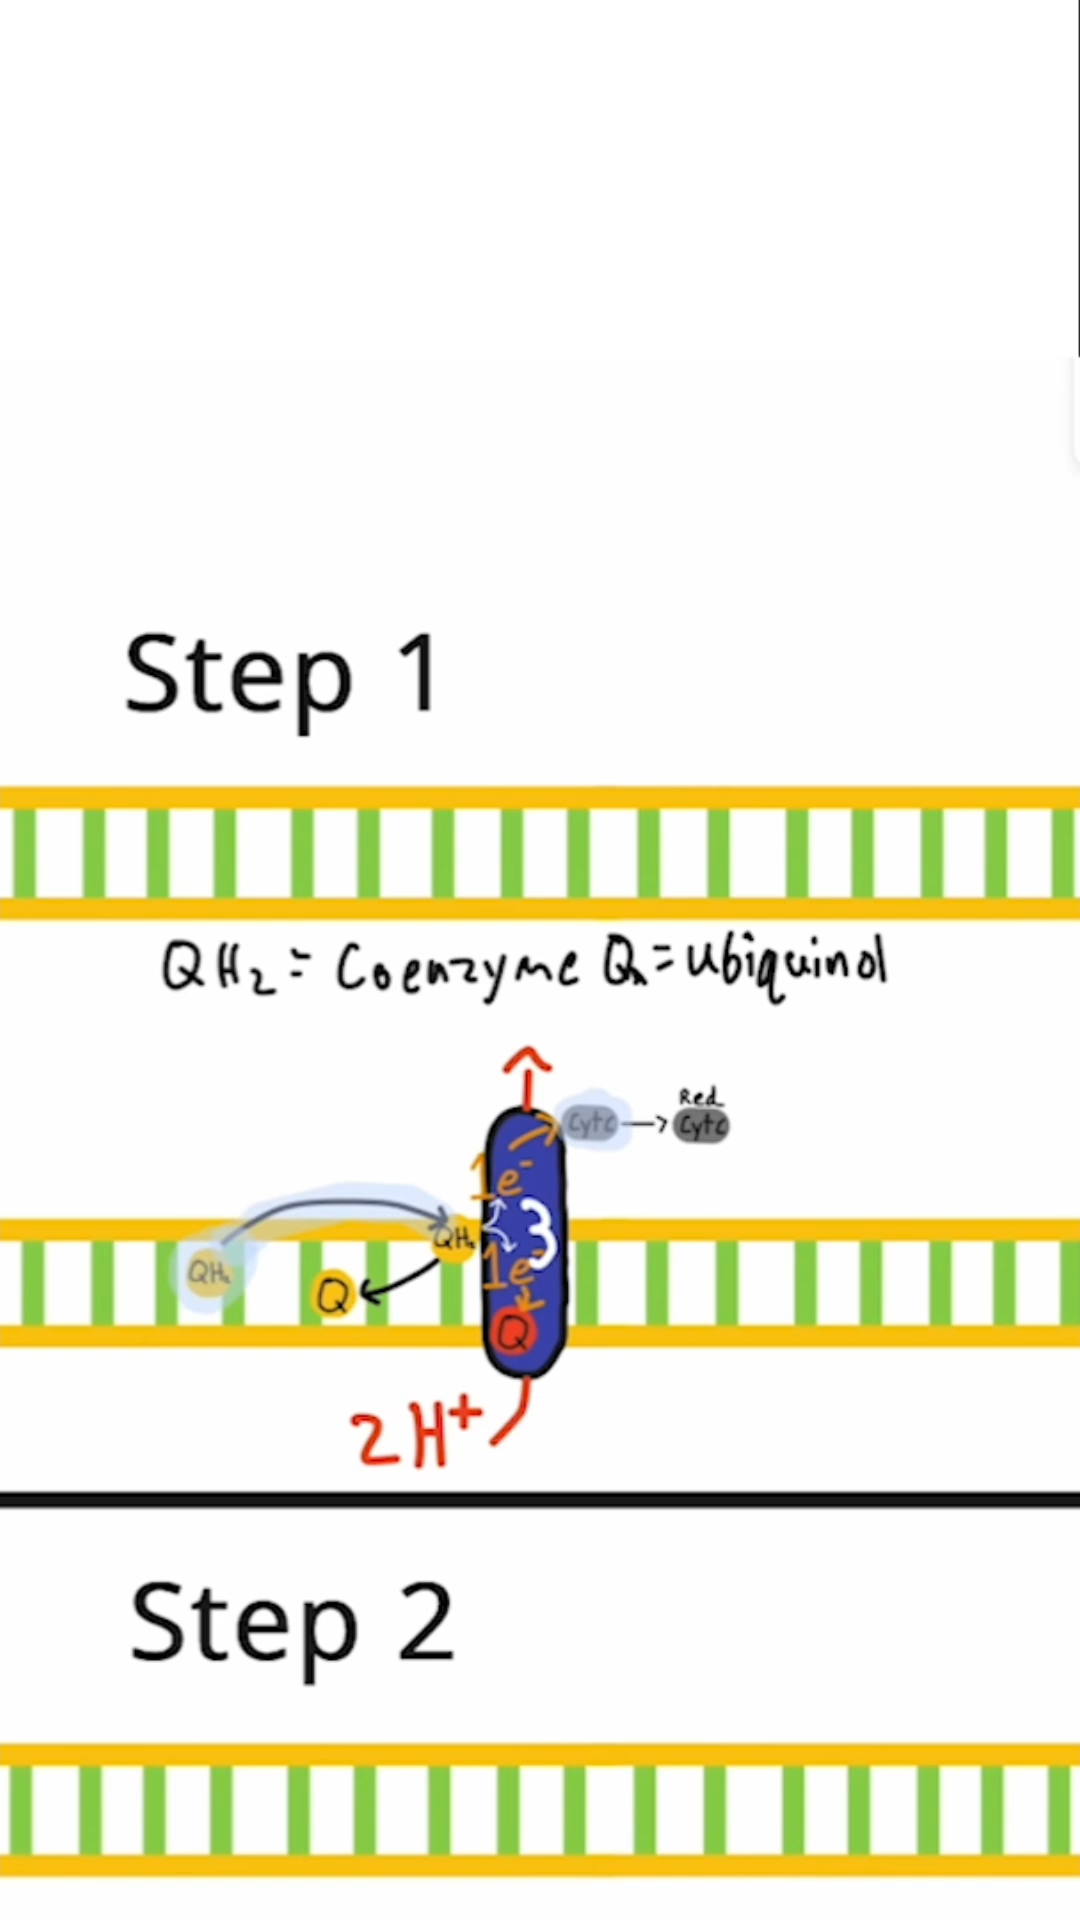 Step 1
QH₂ = Coenzyme Q = Ubiquinol
Red
Cytc → Cytc
1e⁻
3
QH₂
1e⁻
QH₂
Q
Q
2H⁺
Step 2